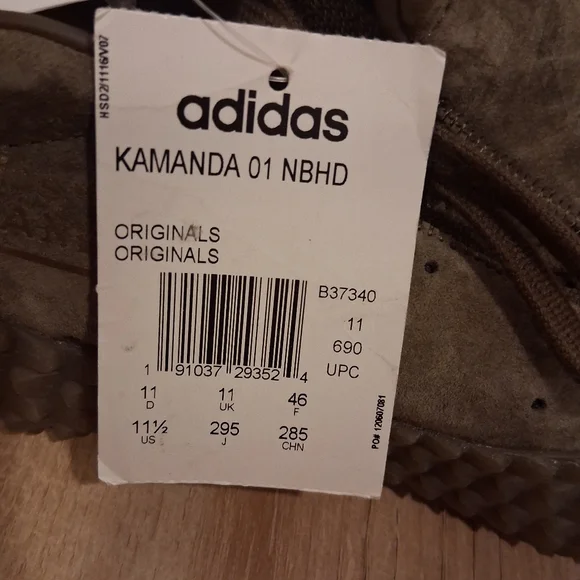 HSD2/1116/V07
adidas
KAMANDA 01 NBHD
ORIGINALS
ORIGINALS
B37340
11
690
UPC
1 91037 29352 4
11 11 46
D UK F
11½ 295 285
US J CHN
PO# 120607081